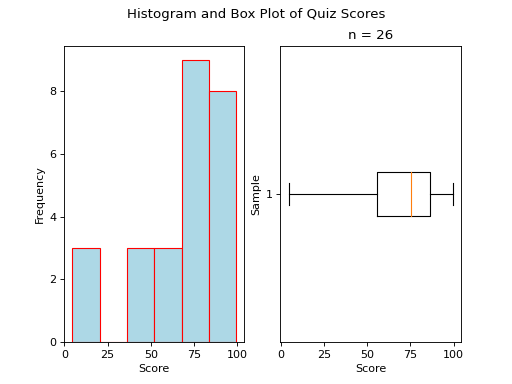 Histogram and Box Plot of Quiz Scores
n = 26
Frequency
0
2
4
6
8
0 25 50 75 100
Score
Sample
1
0 25 50 75 100
Score